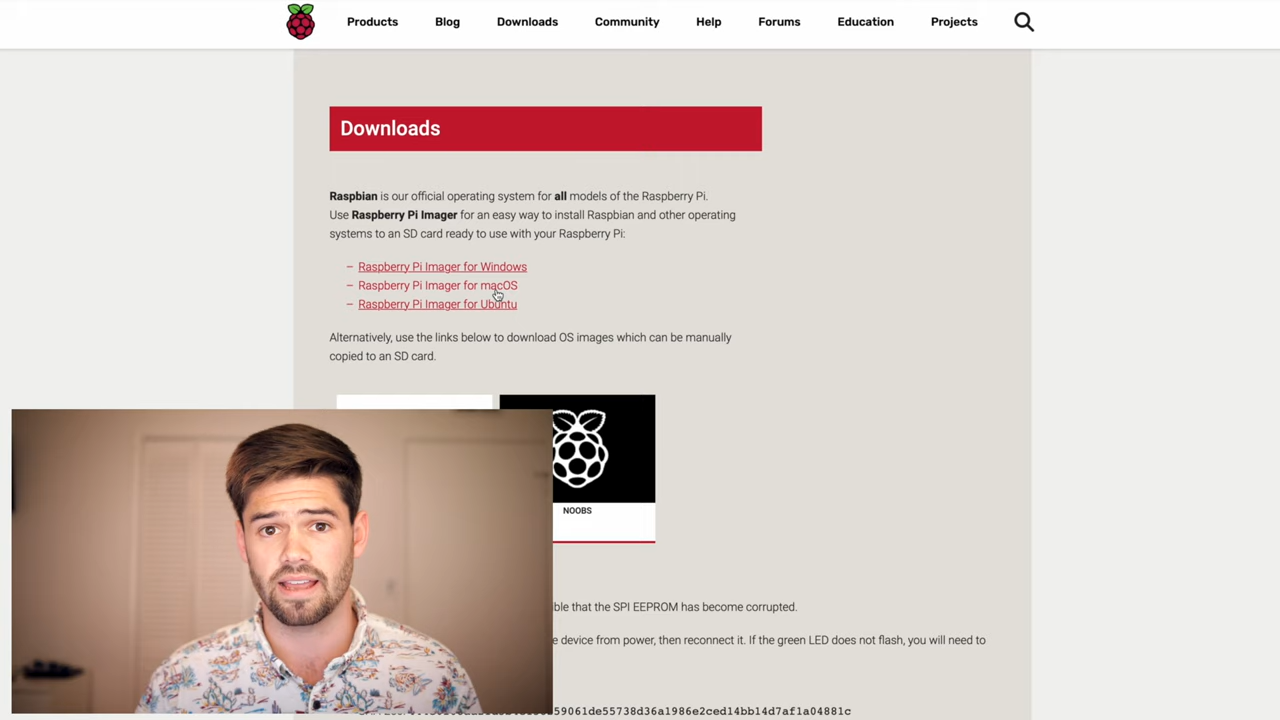 Products Blog Downloads Community Help Forums Education Projects
Downloads
Raspbian is our official operating system for all models of the Raspberry Pi.
Use Raspberry Pi Imager for an easy way to install Raspbian and other operating
systems to an SD card ready to use with your Raspberry Pi:
– Raspberry Pi Imager for Windows
– Raspberry Pi Imager for macOS
– Raspberry Pi Imager for Ubuntu
Alternatively, use the links below to download OS images which can be manually
copied to an SD card.
NOOBS
that the SPI EEPROM has become corrupted.
device from power, then reconnect it. If the green LED does not flash, you will need to